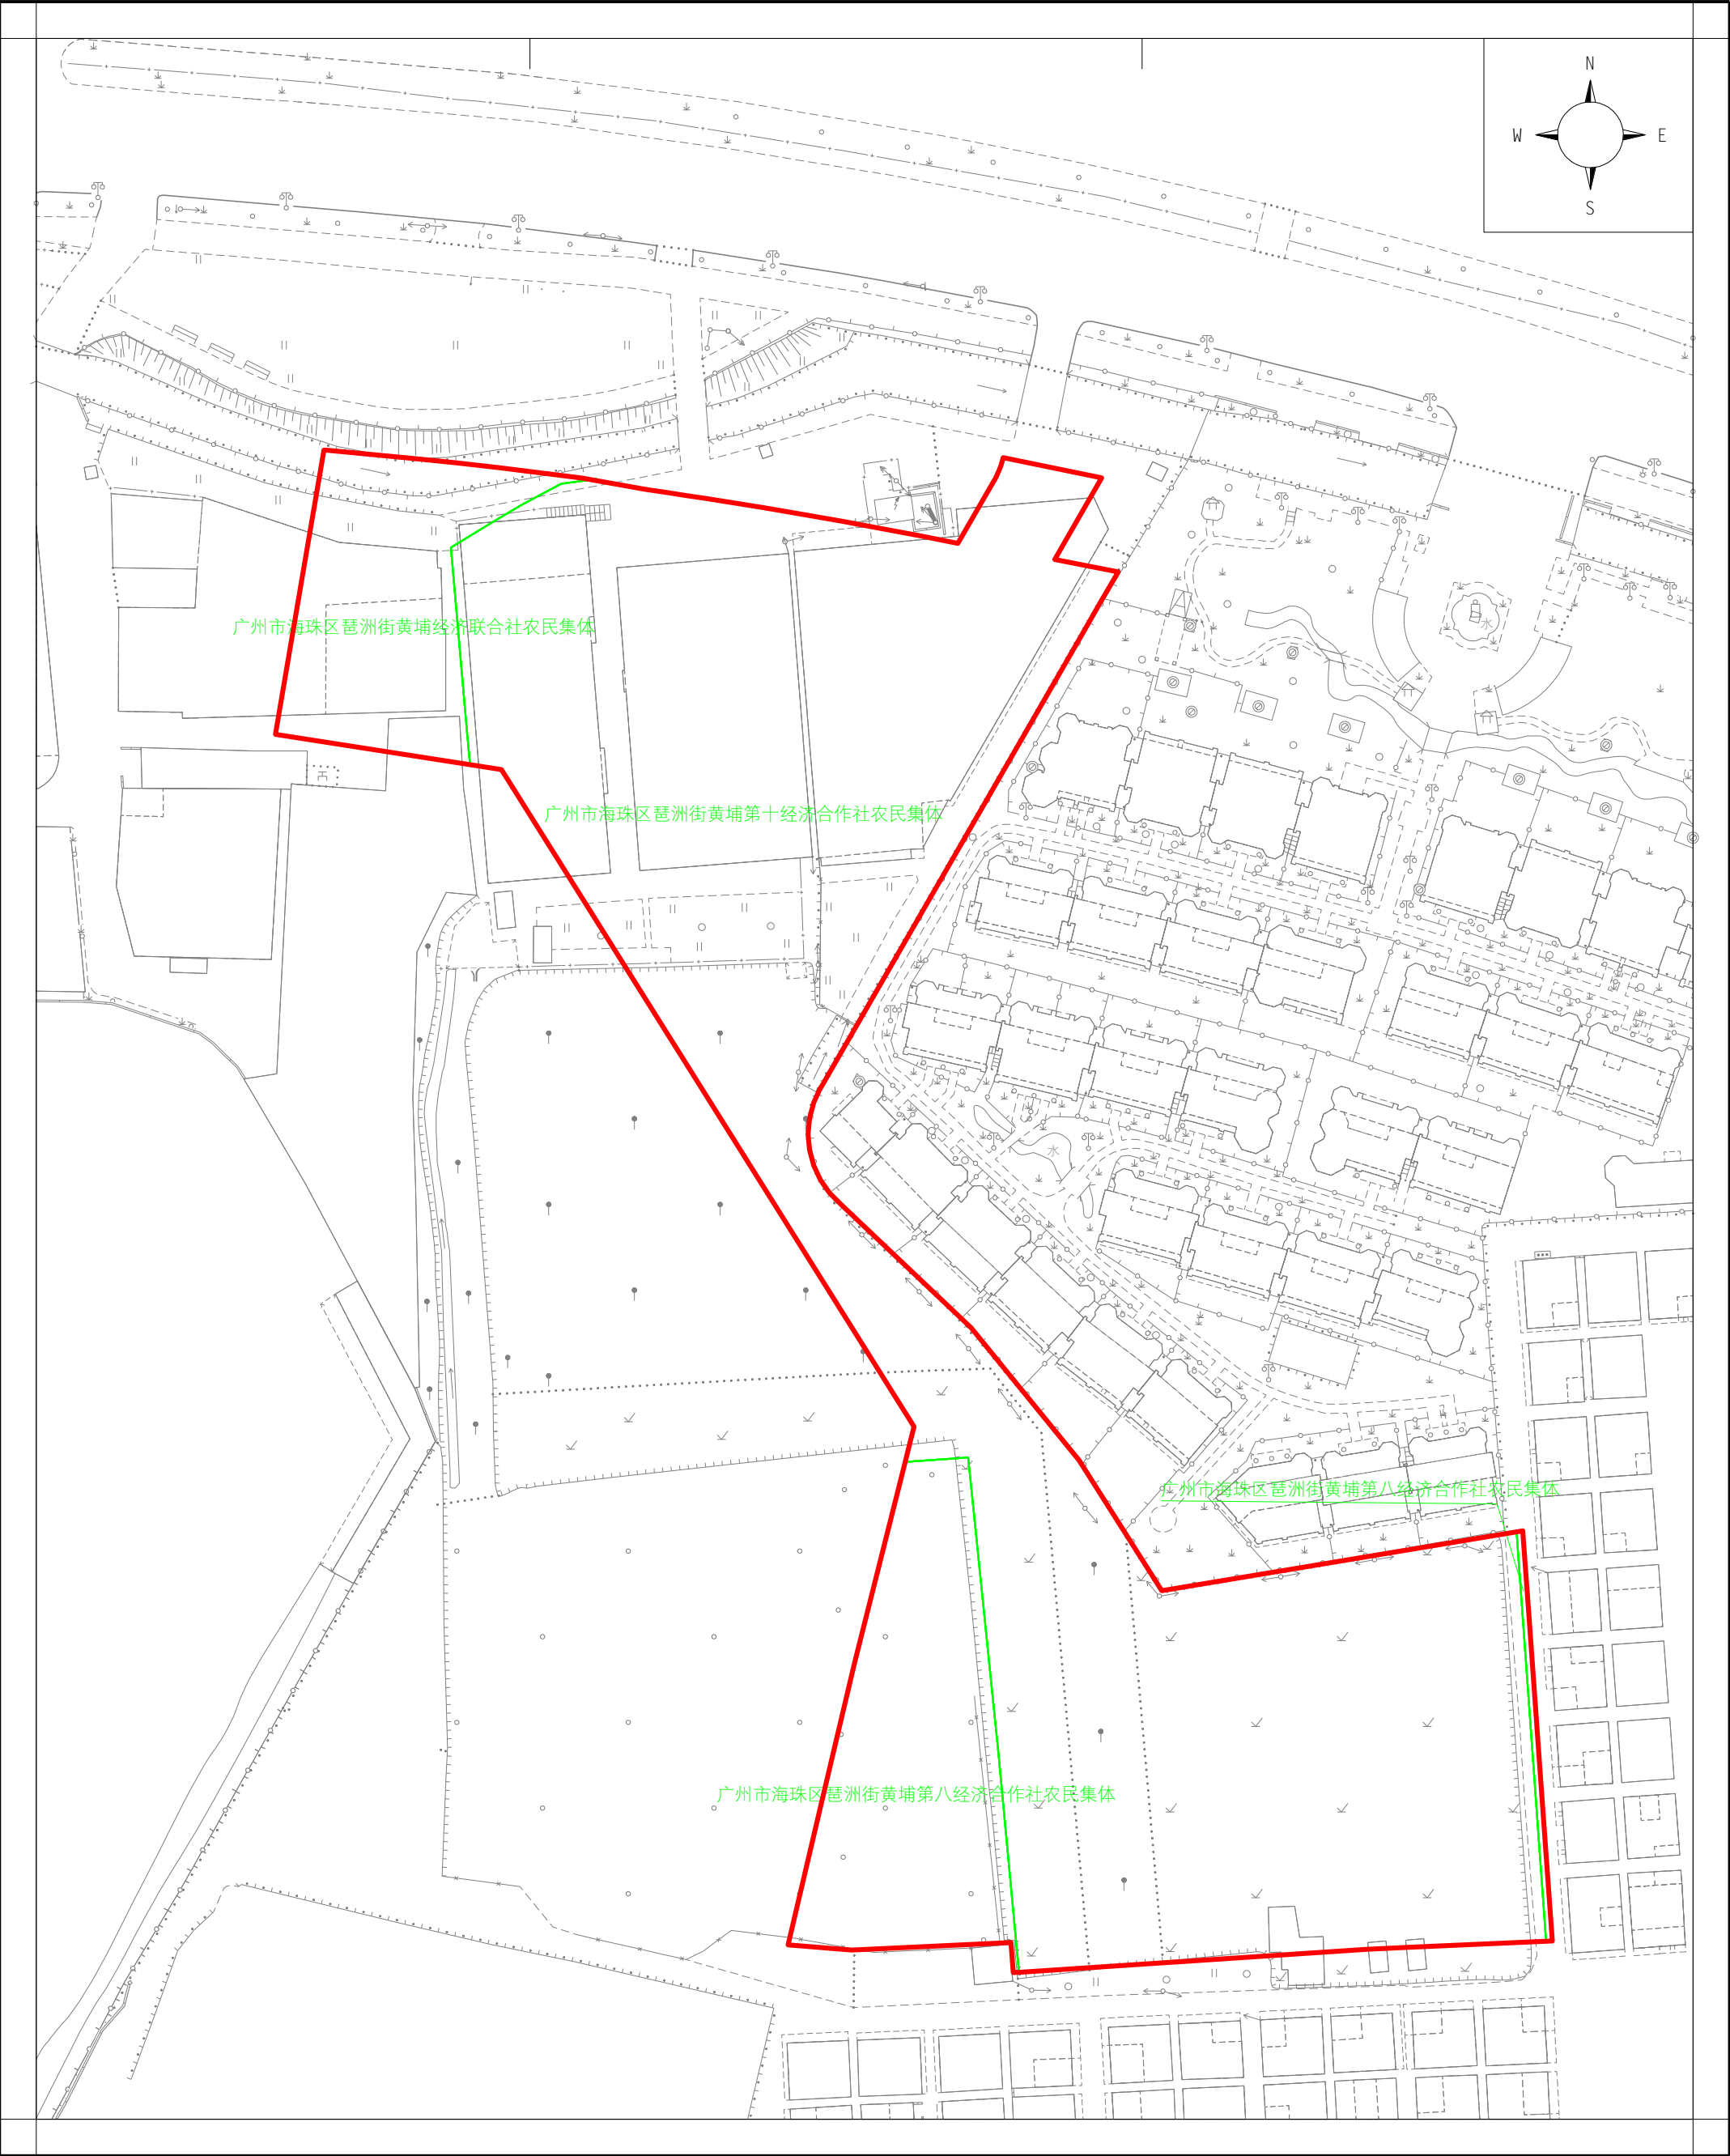 N
W E
S
广州市海珠区琶洲街黄埔经济联合社农民集体
水
广州市海珠区琶洲街黄埔第十经济合作社农民集体
水
广州市海珠区琶洲街黄埔第八经济合作社农民集体
广州市海珠区琶洲街黄埔第八经济合作社农民集体